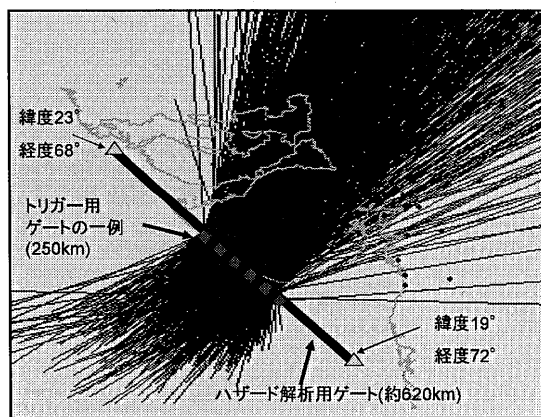 緯度23°
経度68°
トリガー用
ゲートの一例
(250km)
緯度19°
経度72°
ハザード解析用ゲート(約620km)